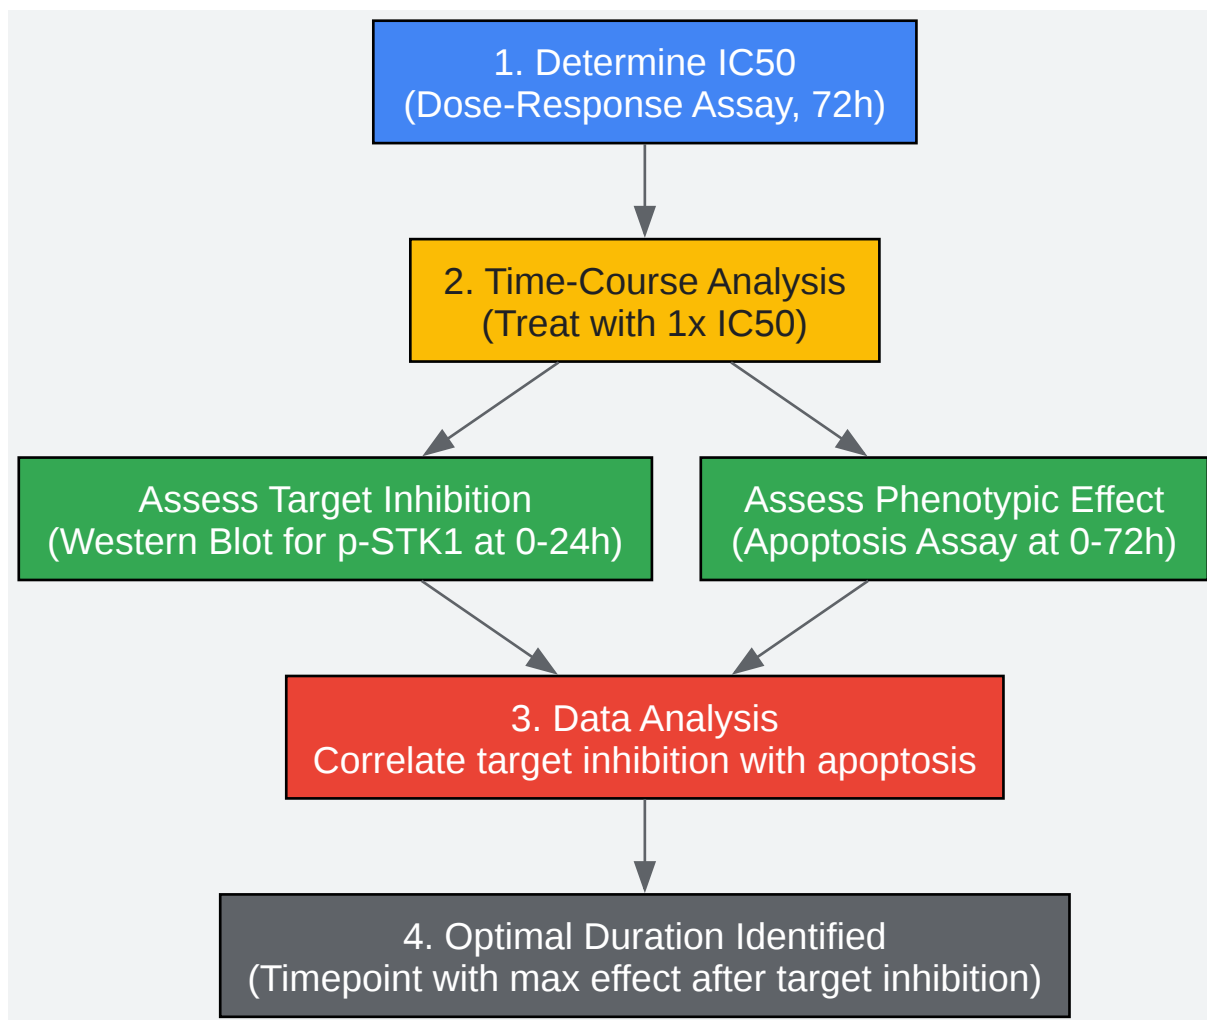 1. Determine IC50
(Dose-Response Assay, 72h)
2. Time-Course Analysis
(Treat with 1x IC50)
Assess Target Inhibition
(Western Blot for p-STK1 at 0-24h)
Assess Phenotypic Effect
(Apoptosis Assay at 0-72h)
3. Data Analysis
Correlate target inhibition with apoptosis
4. Optimal Duration Identified
(Timepoint with max effect after target inhibition)